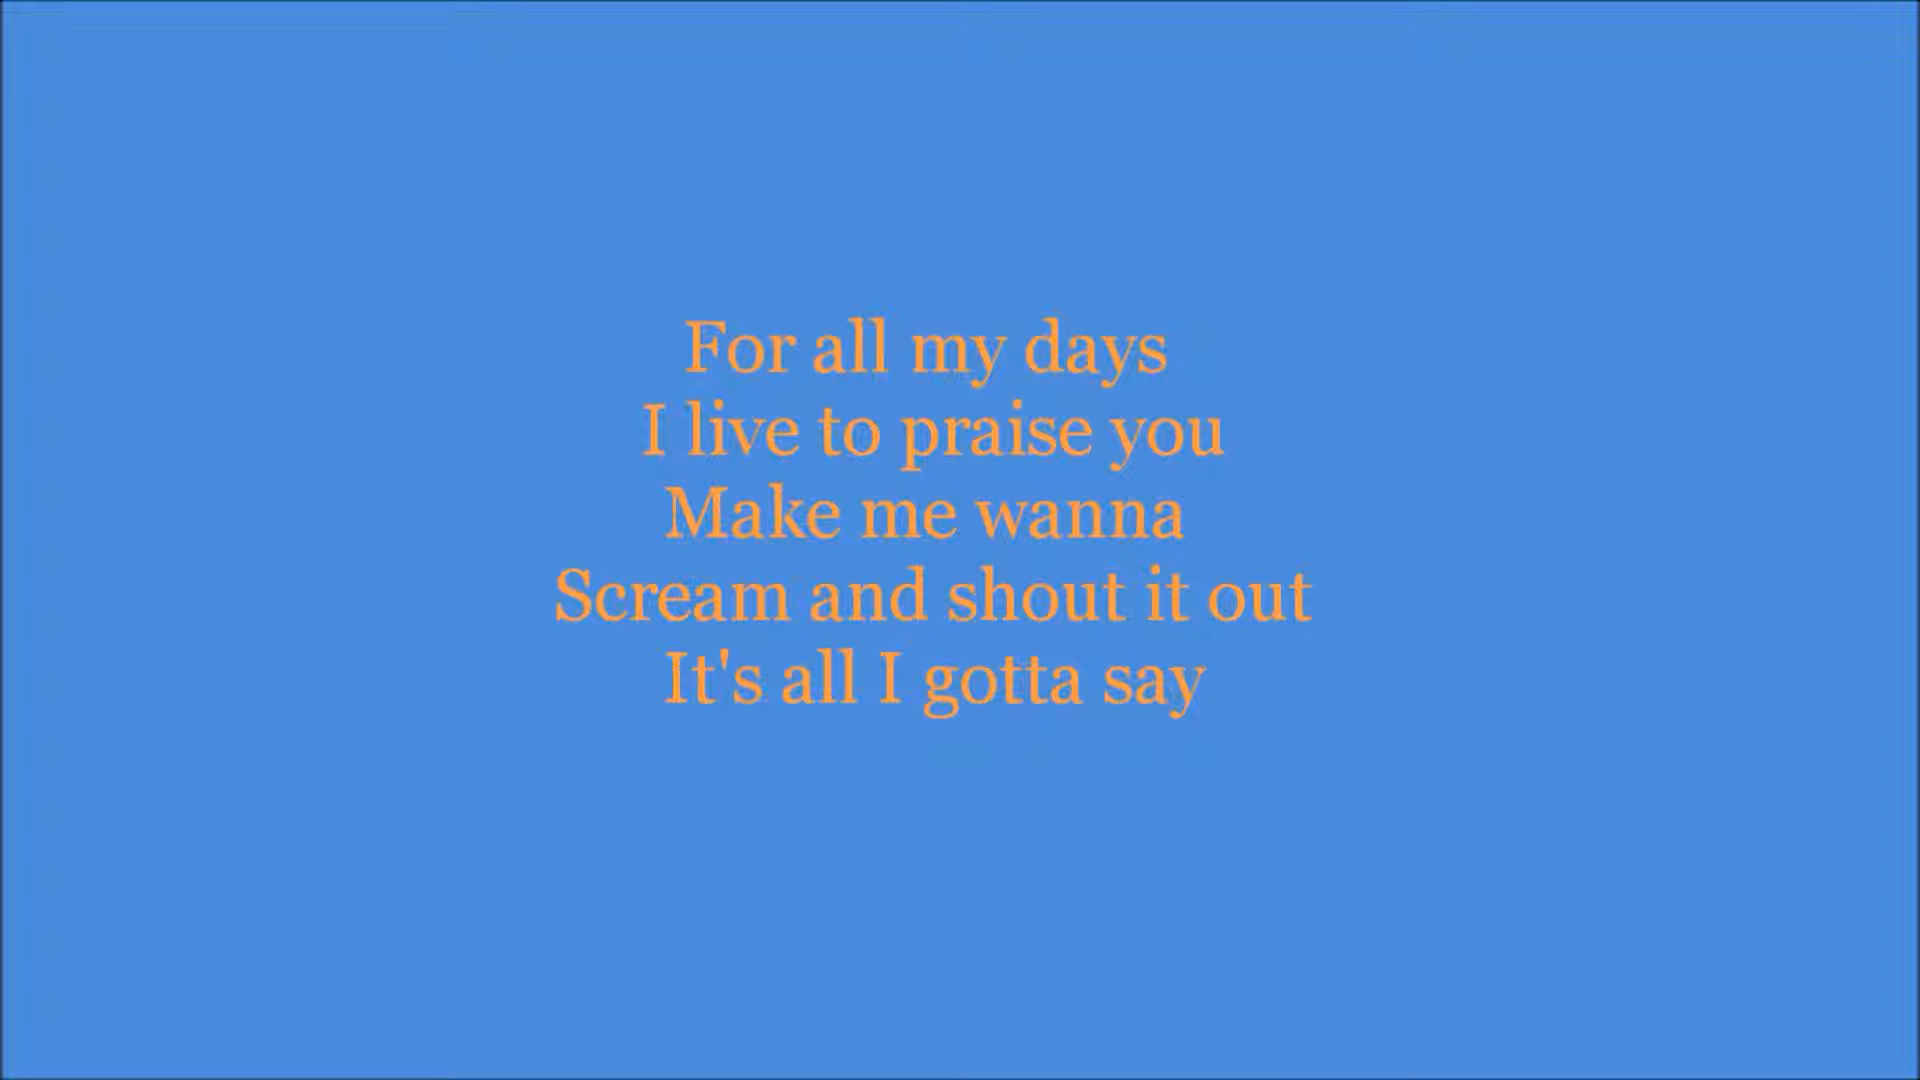 For all my days
I live to praise you
Make me wanna
Scream and shout it out
It's all I gotta say